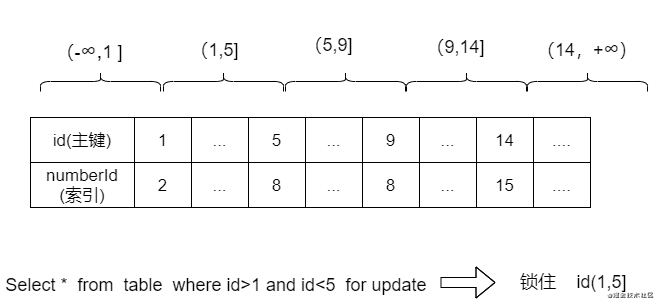 (-∞,1 ] (1,5] (5,9] (9,14] (14, +∞)
id(主键) 1 ... 5 ... 9 ... 14 ....
numberId
(索引) 2 ... 8 ... 8 ... 15 ....
Select * from table where id>1 and id<5 for update 锁住 id(1,5]
@掘金技术社区